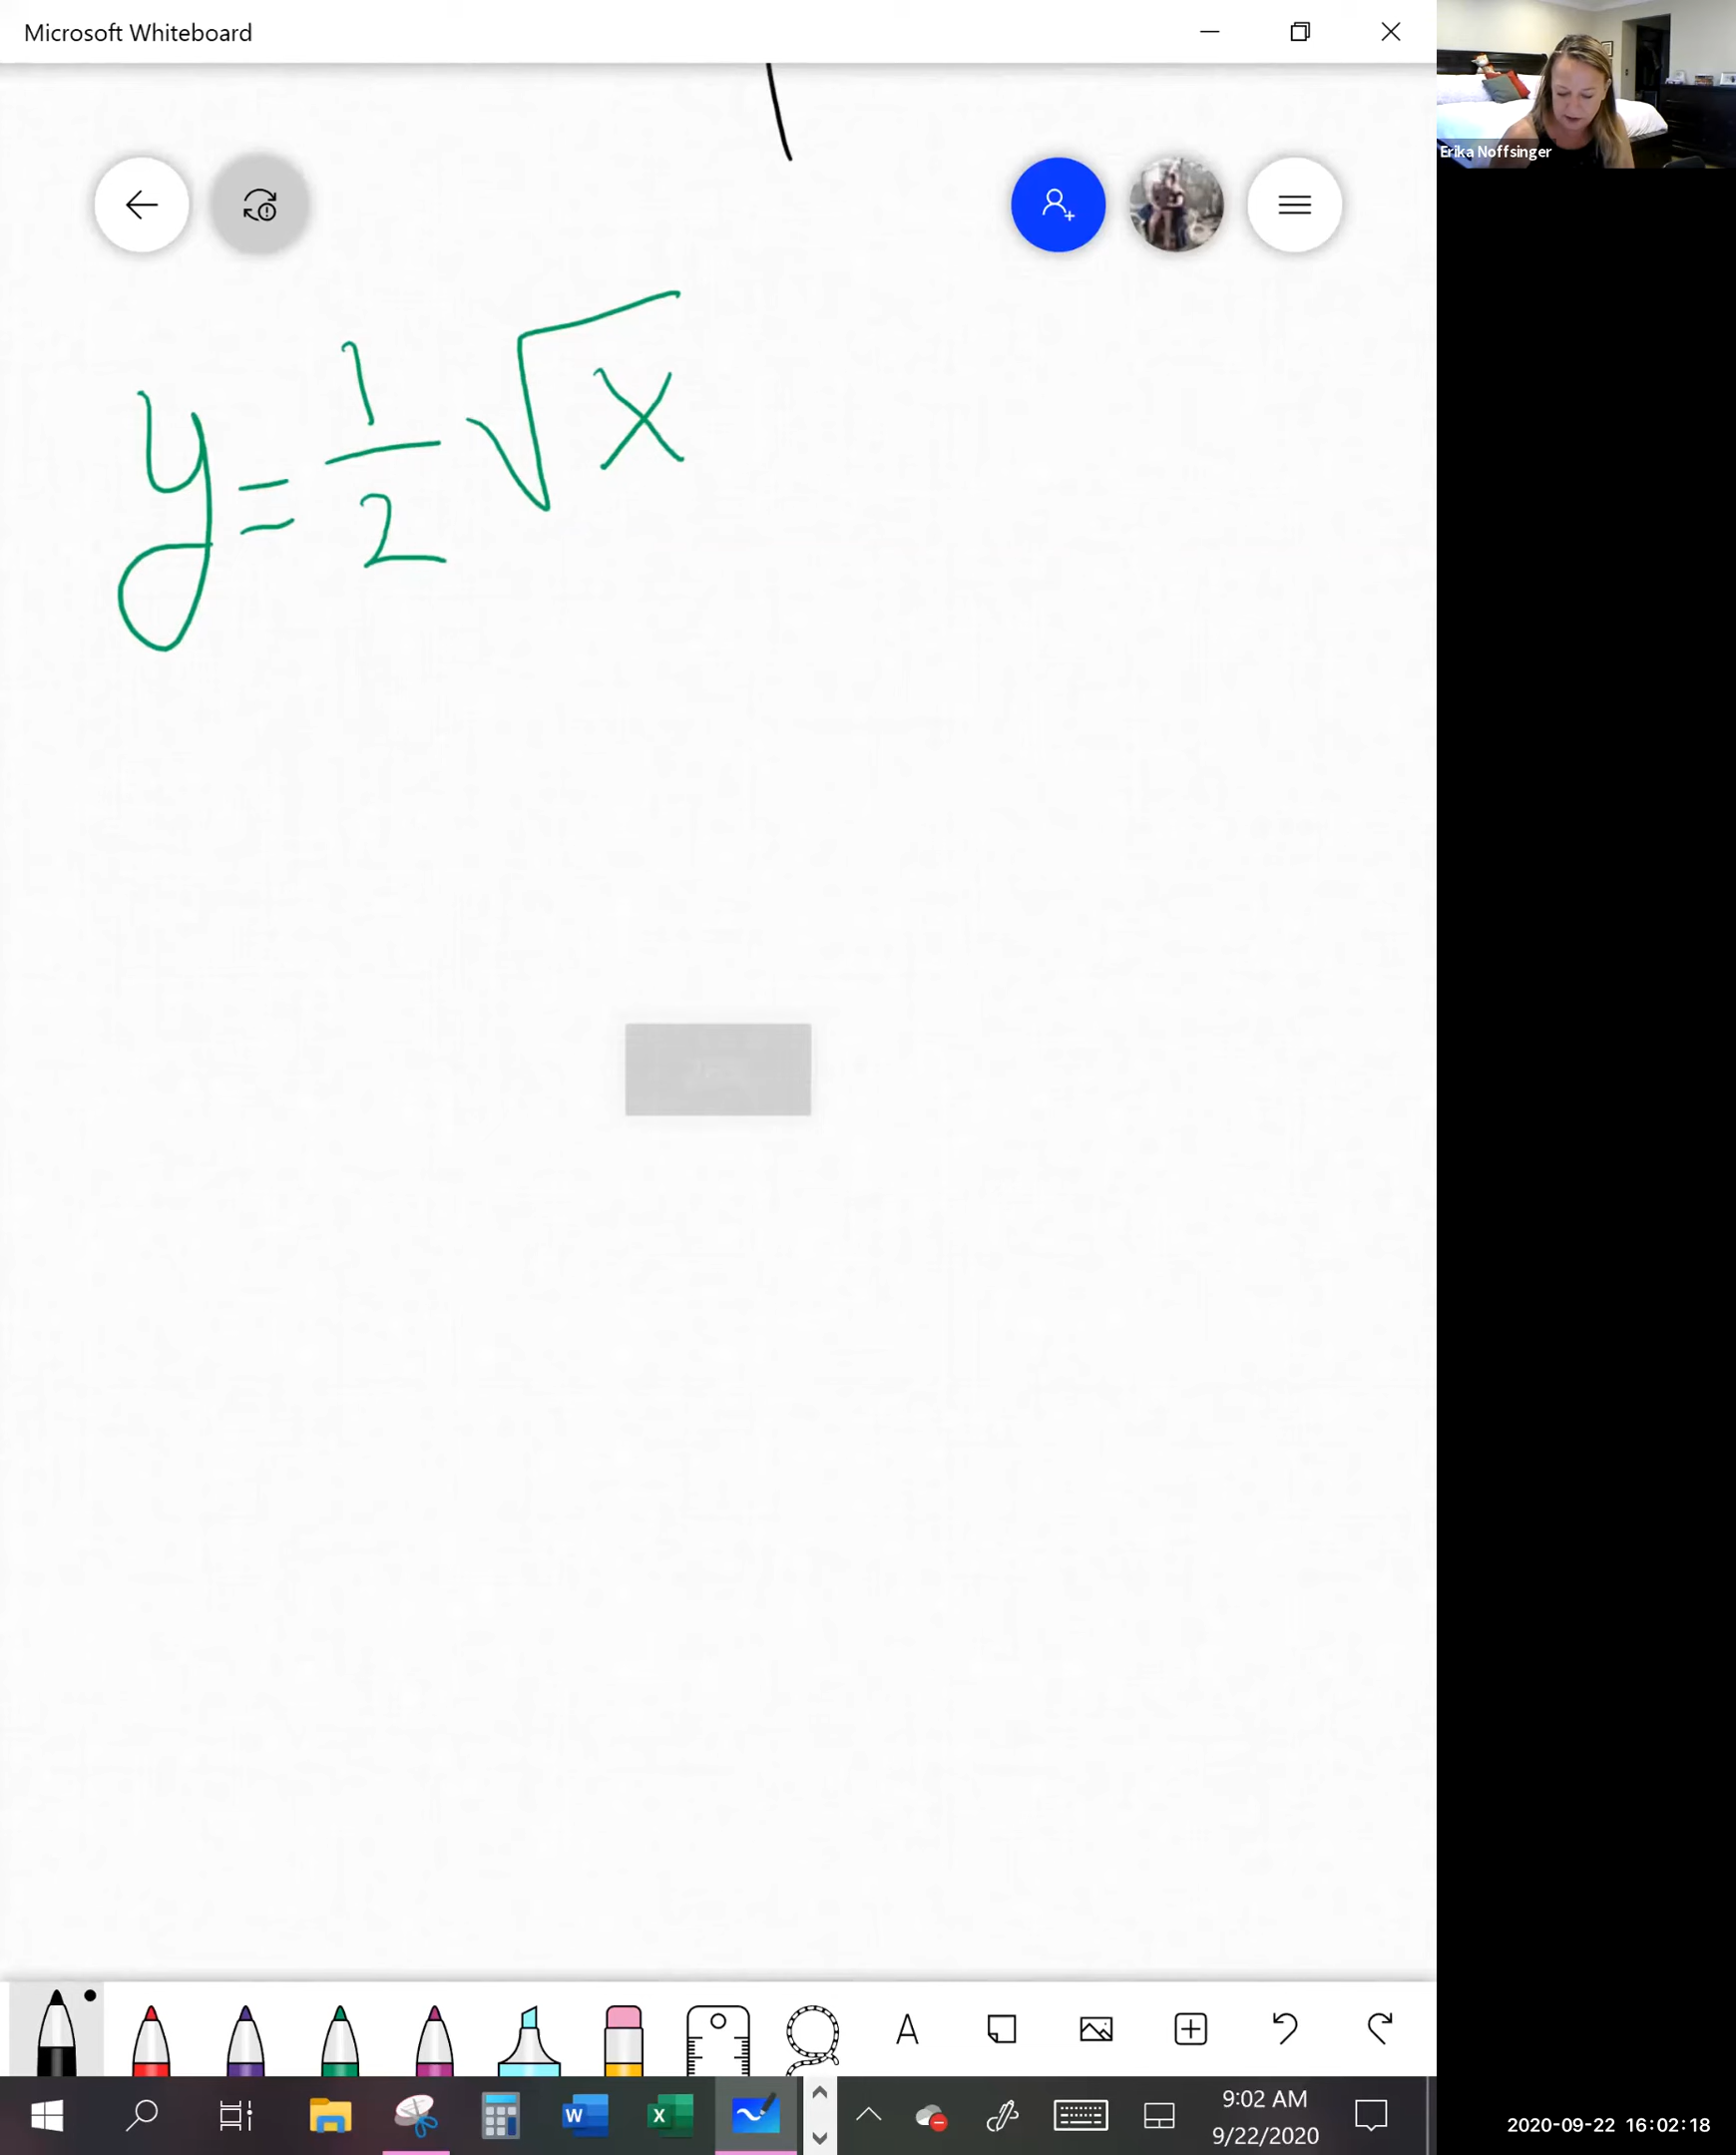 Microsoft Whiteboard
Erika Noffsinger
y = 1/2 √x
A
W
X
9:02 AM
9/22/2020
2020-09-22 16:02:18